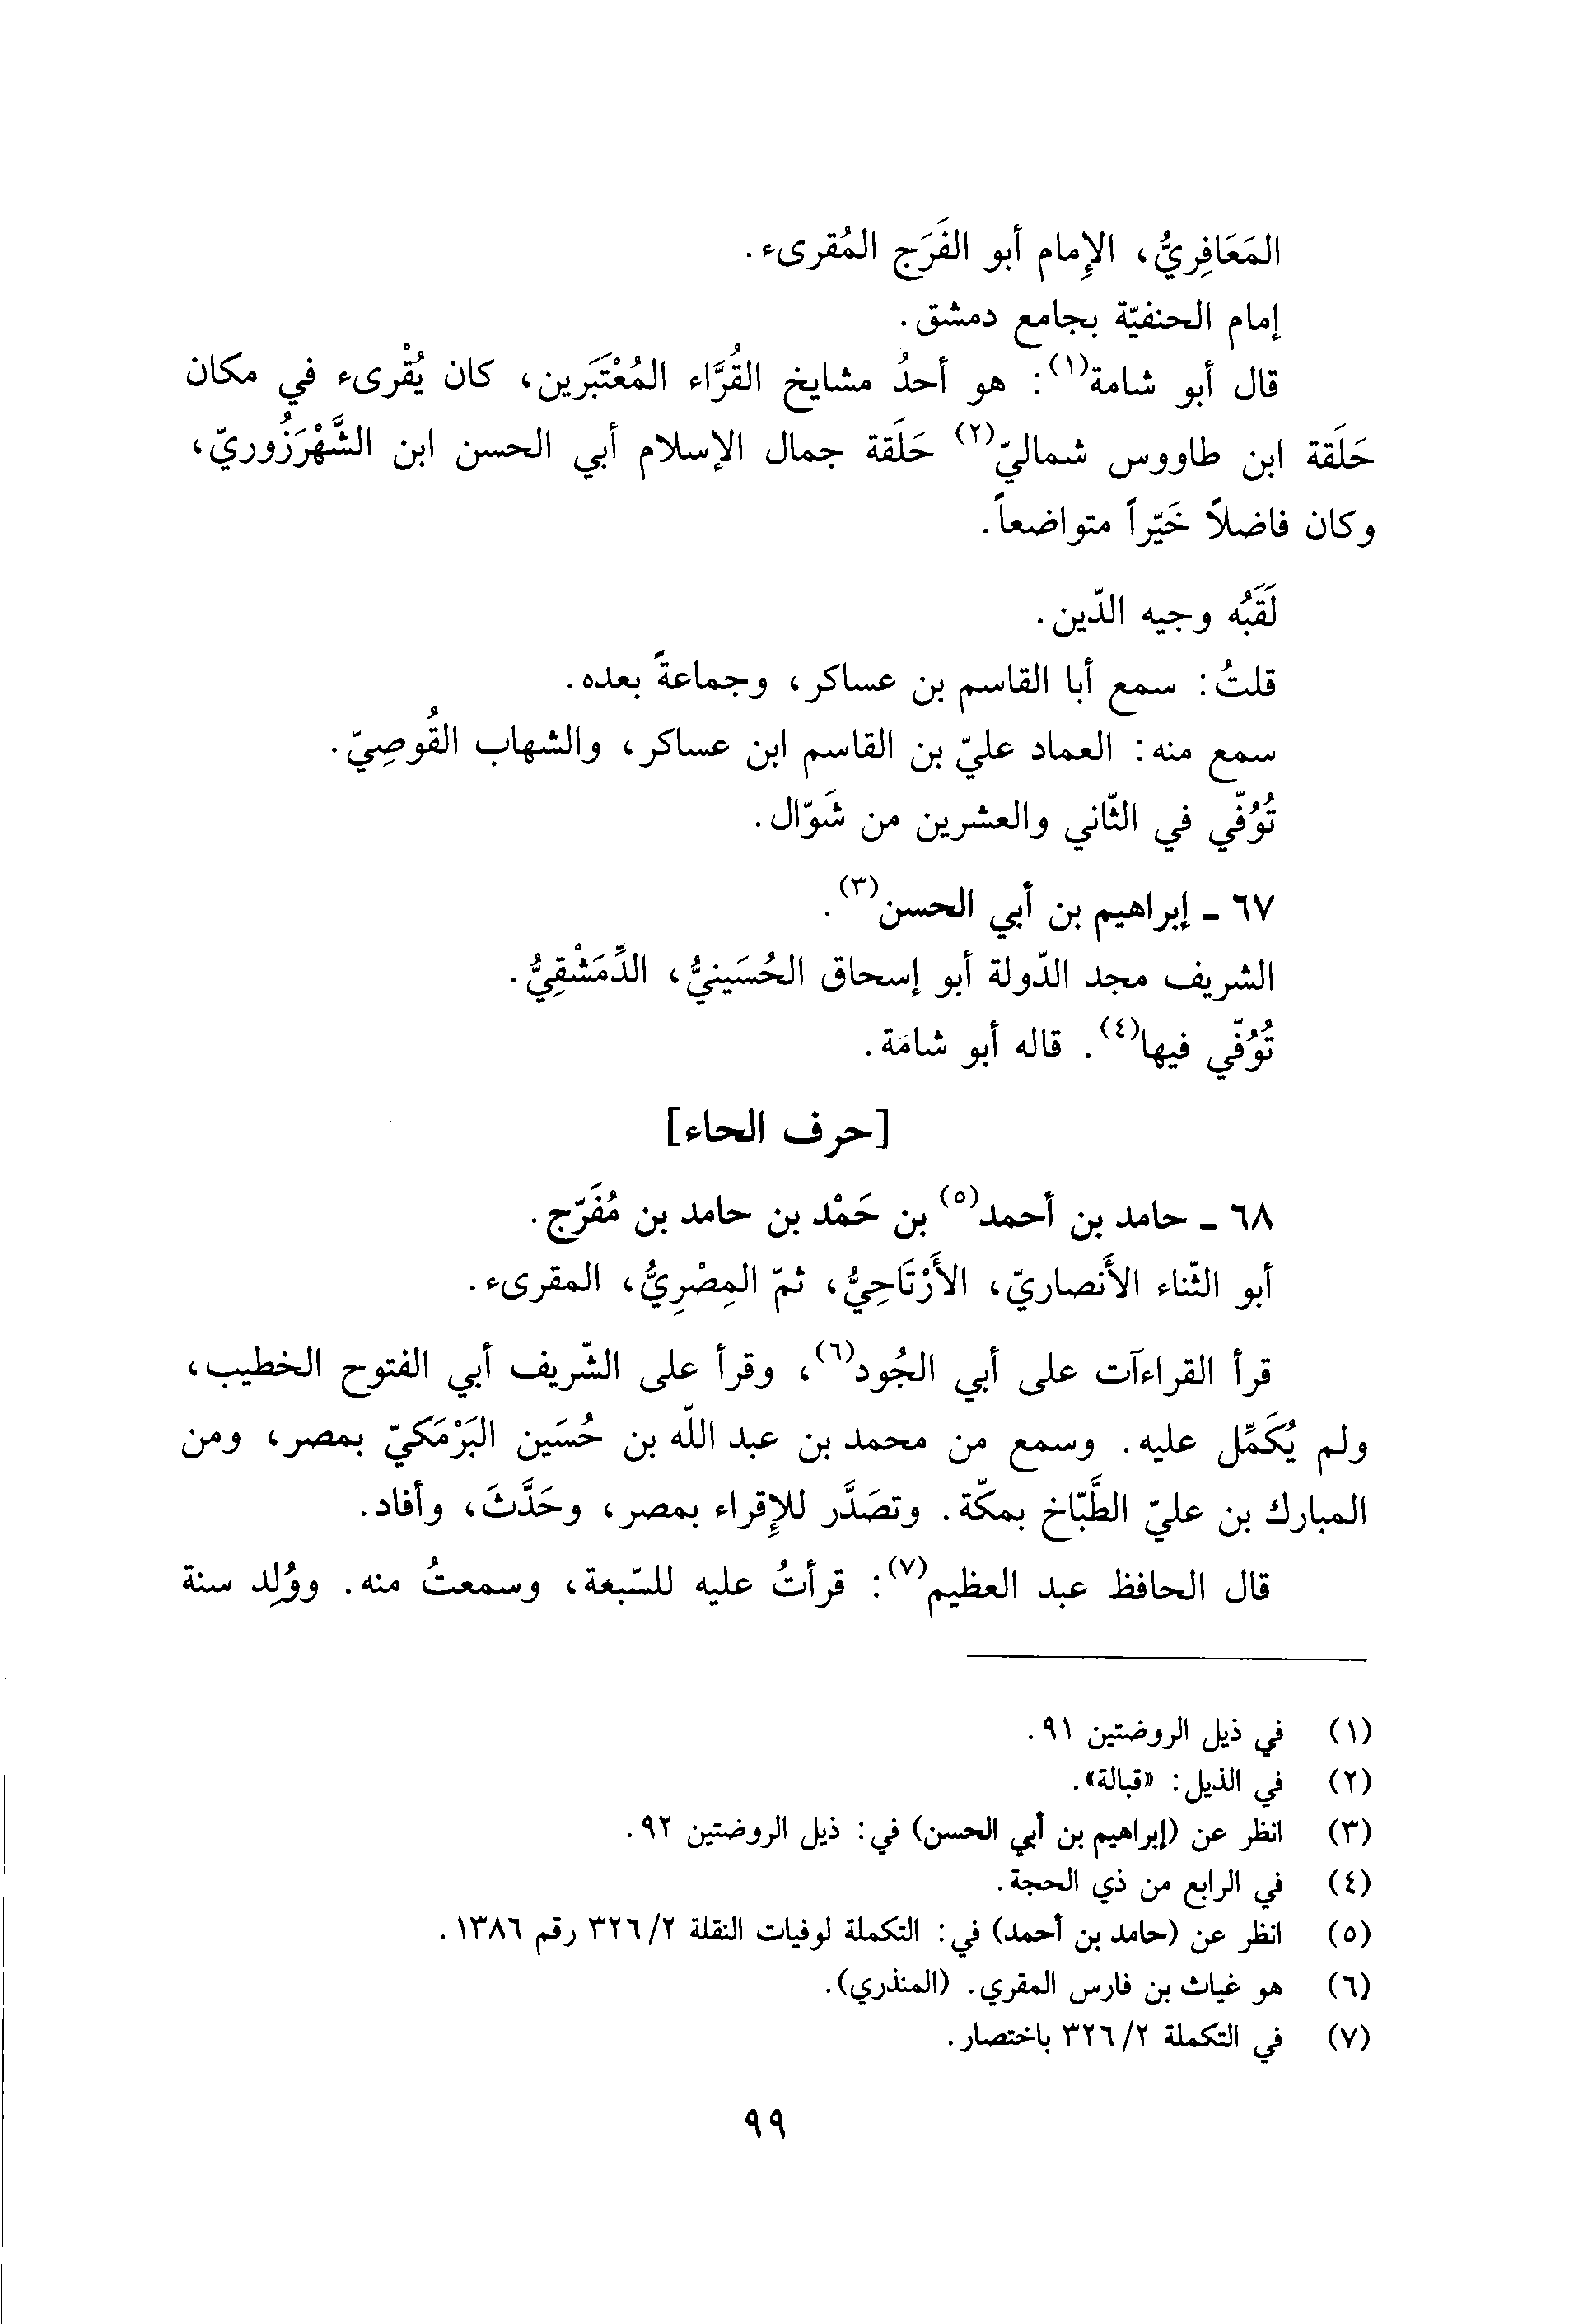 المَعَافِرِيُّ، الإِمام أبو الفَرَج المُقرىء.
إمام الحنفيّة بجامع دمشق.
قال أبو شامة(١): هو أحدُ مشايخ القُرَّاء المُعْتَبَرين، كان يُقْرىء في مكان
حَلَقة ابن طاووس شماليّ(٢) حَلَقة جمال الإسلام أبي الحسن ابن الشَّهْرَزُوريّ،
وكان فاضلاً خَيّراً متواضعاً.
لَقَبُه وجيه الدّين.
قلتُ: سمع أبا القاسم بن عساكر، وجماعةً بعده.
سمع منه: العماد عليّ بن القاسم ابن عساكر، والشهاب القُوصِيّ.
تُوُفّي في الثّاني والعشرين من شَوّال.
٦٧ - إبراهيم بن أبي الحسن(٣).
الشريف مجد الدّولة أبو إسحاق الحُسَينيُّ، الدِّمَشْقِيُّ.
تُوُفّي فيها(٤). قاله أبو شامَة.
[حرف الحاء]
٦٨ - حامد بن أحمد(٥) بن حَمْد بن حامد بن مُفَرّج.
أبو الثّناء الأَنصاريّ، الأَرْتَاحِيُّ، ثمّ المِصْرِيُّ، المقرىء.
قرأ القراءآت على أبي الجُود(٦)، وقرأ على الشّريف أبي الفتوح الخطيب،
ولم يُكَمِّل عليه. وسمع من محمد بن عبد اللّه بن حُسَين البَرْمَكيّ بمصر، ومن
المبارك بن عليّ الطَّبّاخ بمكّة. وتصَدَّر للإِقراء بمصر، وحَدَّثَ، وأفاد.
قال الحافظ عبد العظيم(٧): قرأتُ عليه للسّبعة، وسمعتُ منه. ووُلِد سنة
(١) في ذيل الروضتين ٩١.
(٢) في الذيل: «قبالة».
(٣) انظر عن (إبراهيم بن أبي الحسن) في: ذيل الروضتين ٩٢.
(٤) في الرابع من ذي الحجة.
(٥) انظر عن (حامد بن أحمد) في: التكملة لوفيات النقلة ٣٢٦/٢ رقم ١٣٨٦.
(٦) هو غياث بن فارس المقري. (المنذري).
(٧) في التكملة ٣٢٦/٢ باختصار.
٩٩